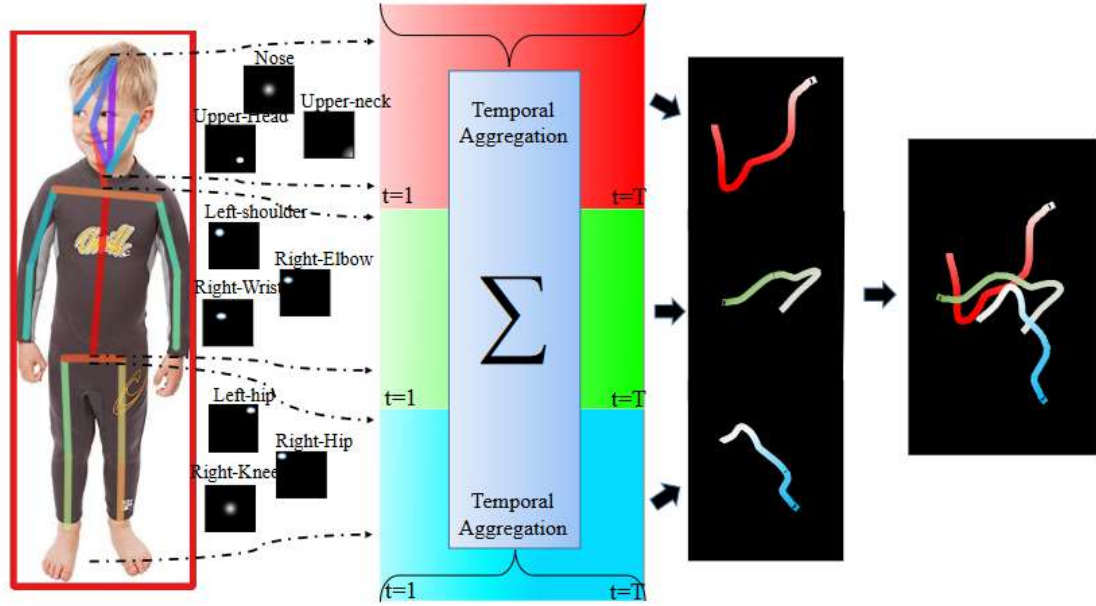 Nose
Upper-neck
Upper-Head
Temporal
Aggregation
t=1
t=T
Left-shoulder
Right-Elbow
Right-Wrist
∑
t=1
t=T
Left-hip
Right-Hip
Right-Knee
Temporal
Aggregation
t=1
t=T